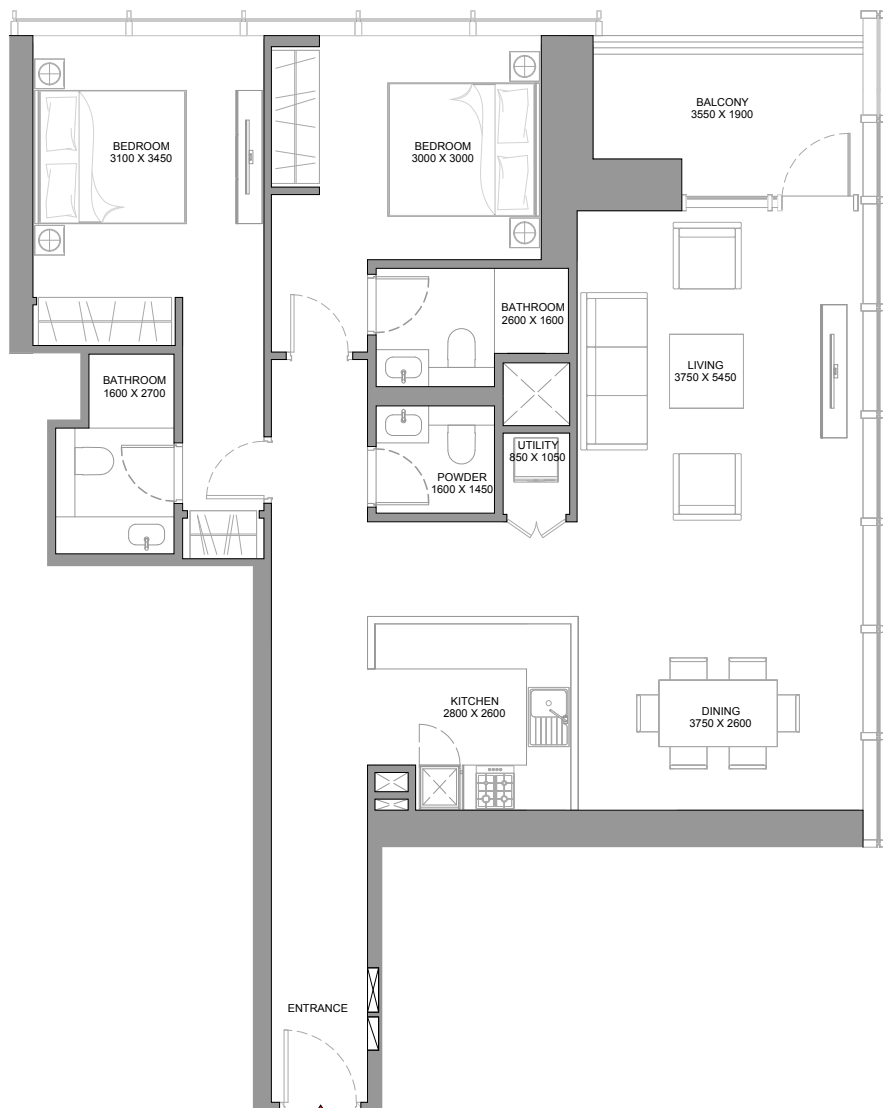 BALCONY
3550 X 1900
BEDROOM
3100 X 3450
BEDROOM
3000 X 3000
BATHROOM
2600 X 1600
LIVING
3750 X 5450
BATHROOM
1600 X 2700
UTILITY
850 X 1050
POWDER
1600 X 1450
KITCHEN
2800 X 2600
DINING
3750 X 2600
ENTRANCE